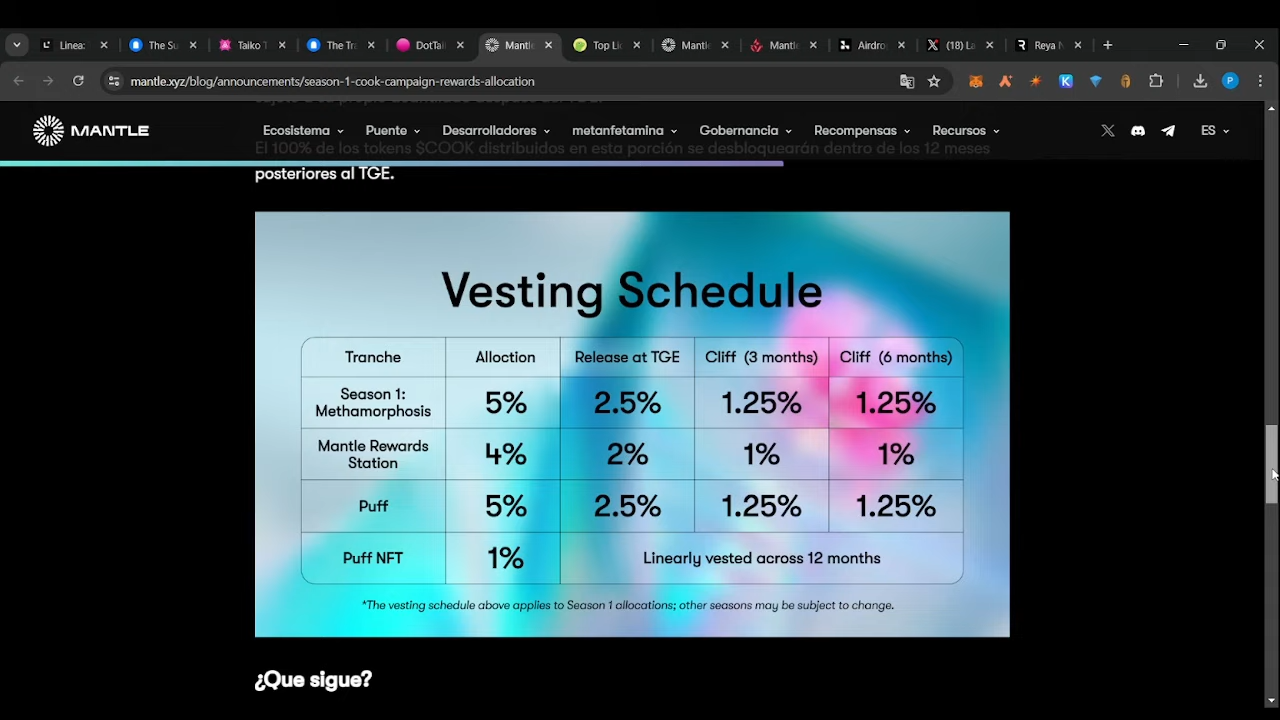 Linea:
The Su
Taiko T
The Tr
DotTai
Mantle
Top Li
Mantle
Mantle
Airdro
(18) La
Reya N
mantle.xyz/blog/announcements/season-1-cook-campaign-rewards-allocation
P
MANTLE
Ecosistema
Puente
Desarrolladores
metanfetamina
Gobernancia
Recompensas
Recursos
ES
El 100% de los tokens $COOK distribuidos en esta porción se desbloquearán dentro de los 12 meses
posteriores al TGE.
Vesting Schedule
Tranche Alloction Release at TGE Cliff (3 months) Cliff (6 months)
Season 1:
Methamorphosis
5% 2.5% 1.25% 1.25%
Mantle Rewards
Station
4% 2% 1% 1%
Puff 5% 2.5% 1.25% 1.25%
Puff NFT 1% Linearly vested across 12 months
*The vesting schedule above applies to Season 1 allocations; other seasons may be subject to change.
¿Que sigue?